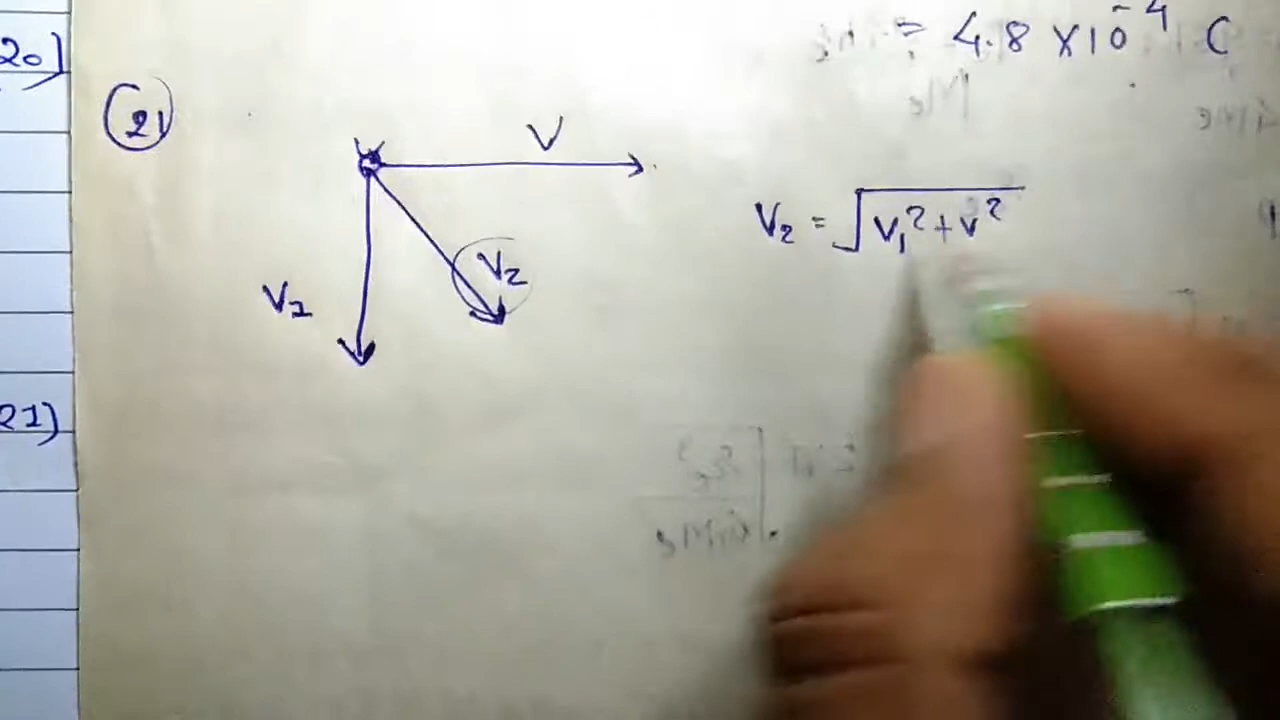 20)
= 4.8 ×10⁻⁴ C
21
V
V₂ = √V₁² + v²
V₂
V₁
21)